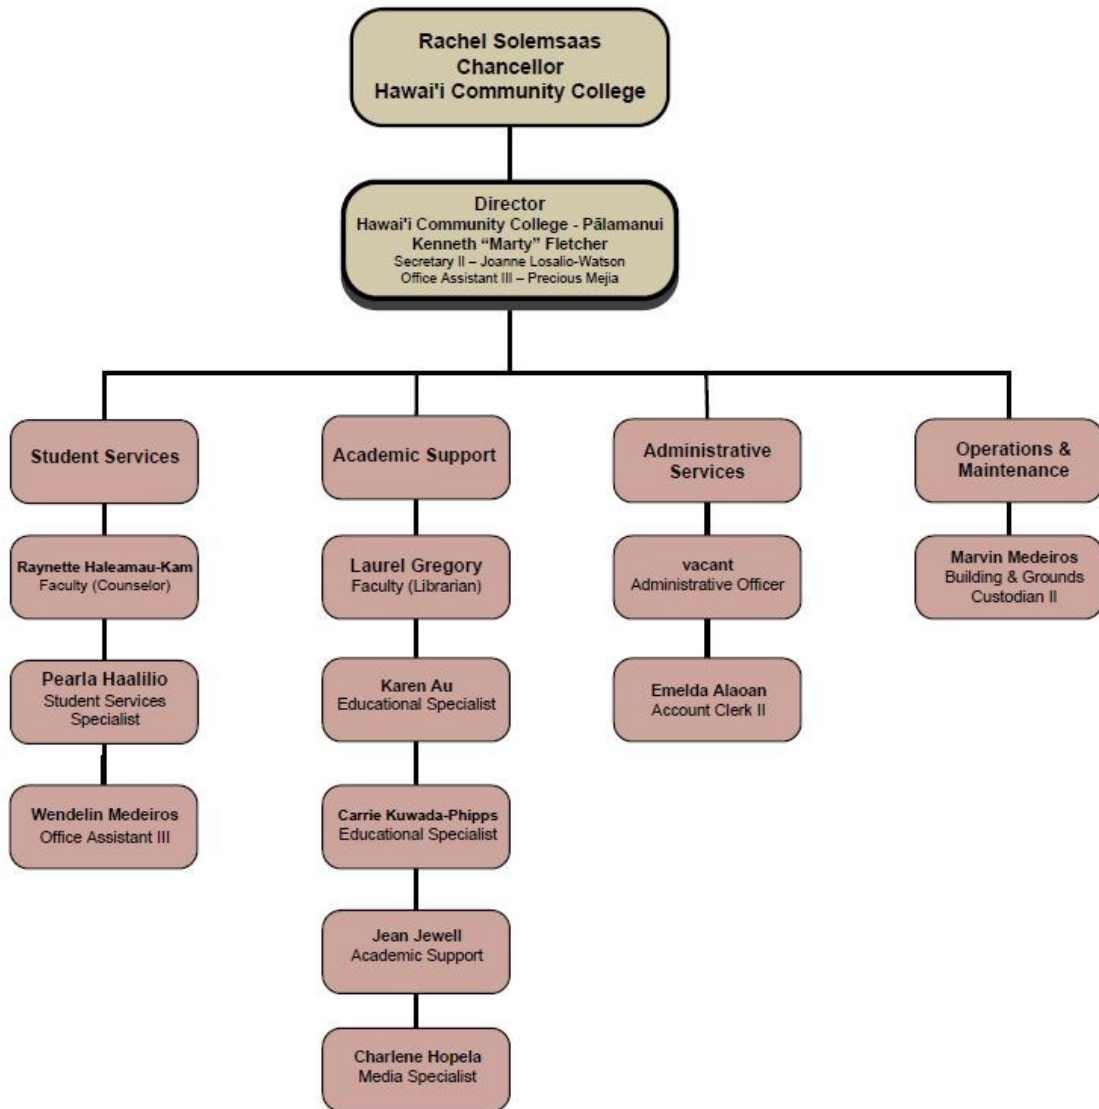 Rachel Solemsaas
Chancellor
Hawai'i Community College
Director
Hawai'i Community College - Pālamanui
Kenneth “Marty” Fletcher
Secretary II – Joanne Losalio-Watson
Office Assistant III – Precious Mejia
Student Services
Raynette Haleamau-Kam
Faculty (Counselor)
Pearla Haalilio
Student Services
Specialist
Wendelin Medeiros
Office Assistant III
Academic Support
Laurel Gregory
Faculty (Librarian)
Karen Au
Educational Specialist
Carrie Kuwada-Phipps
Educational Specialist
Jean Jewell
Academic Support
Charlene Hopela
Media Specialist
Administrative
Services
vacant
Administrative Officer
Emelda Alaoan
Account Clerk II
Operations &
Maintenance
Marvin Medeiros
Building & Grounds
Custodian II